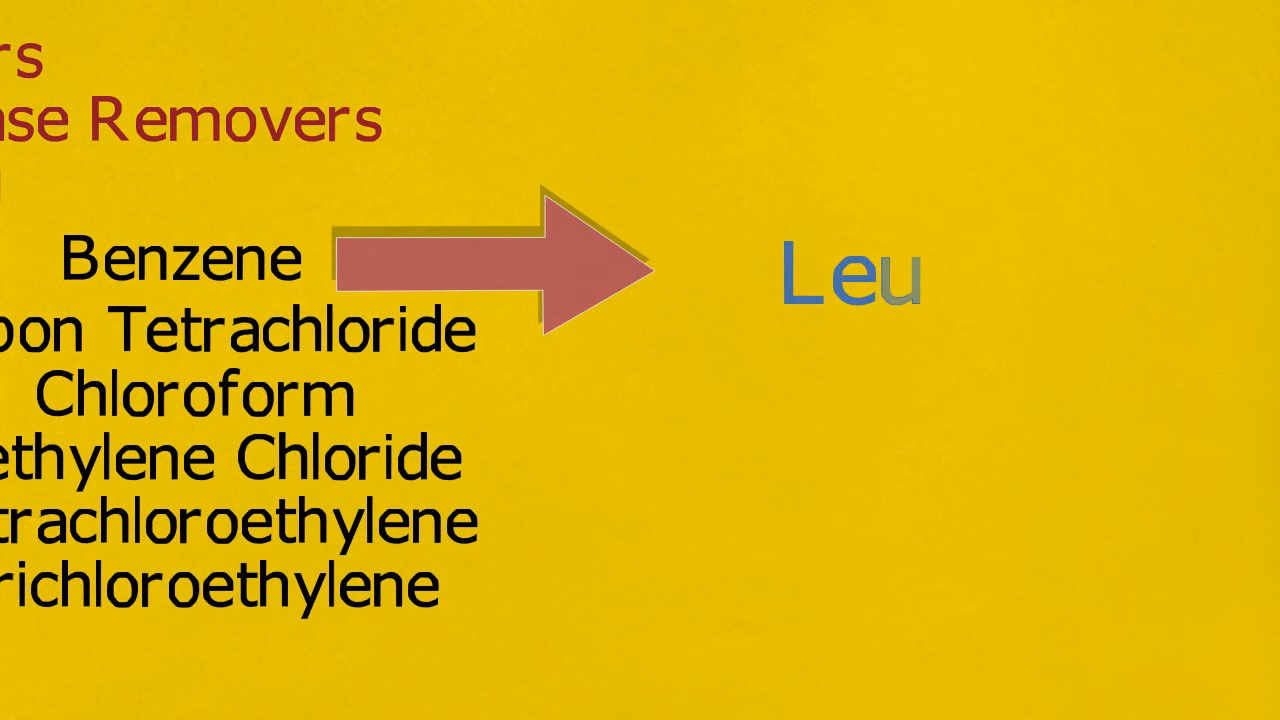 rs
ase Removers
Benzene
Leu
bon Tetrachloride
Chloroform
ethylene Chloride
trachloroethylene
richloroethylene